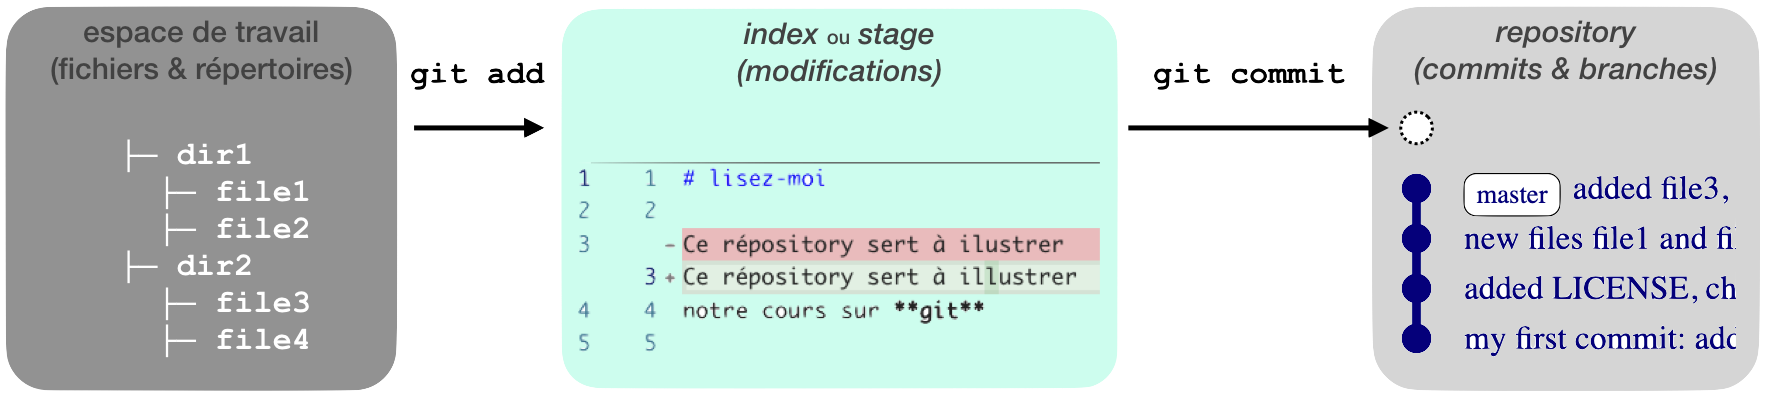 espace de travail
(fichiers & répertoires)
├─ dir1
├─ file1
├─ file2
├─ dir2
├─ file3
├─ file4
git add
index ou stage
(modifications)
1 1 # lisez-moi
2 2
3 - Ce répository sert à ilustrer
3 + Ce répository sert à illustrer
4 4 notre cours sur **git**
5 5
git commit
repository
(commits & branches)
master added file3,
new files file1 and fi
added LICENSE, ch
my first commit: add